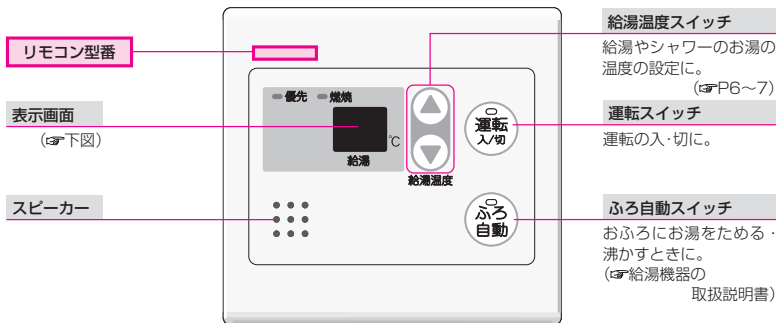 リモコン型番
表示画面
(☞下図)
スピーカー
優先 燃焼
℃
給湯
給湯温度
運転
入/切
ふろ
自動
給湯温度スイッチ
給湯やシャワーのお湯の
温度の設定に。
(☞P6～7)
運転スイッチ
運転の入・切に。
ふろ自動スイッチ
おふろにお湯をためる・
沸かすときに。
(☞給湯機器の
取扱説明書)